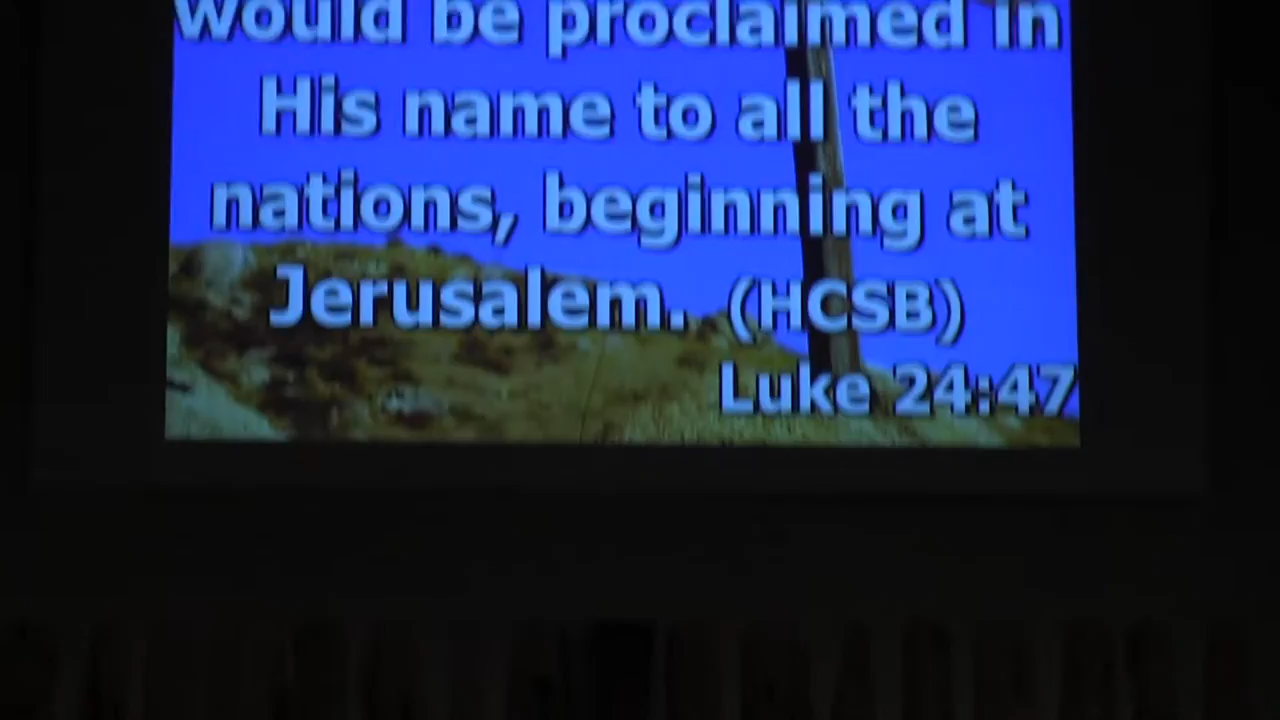 would be proclaimed in
His name to all the
nations, beginning at
Jerusalem. (HCSB)
Luke 24:47